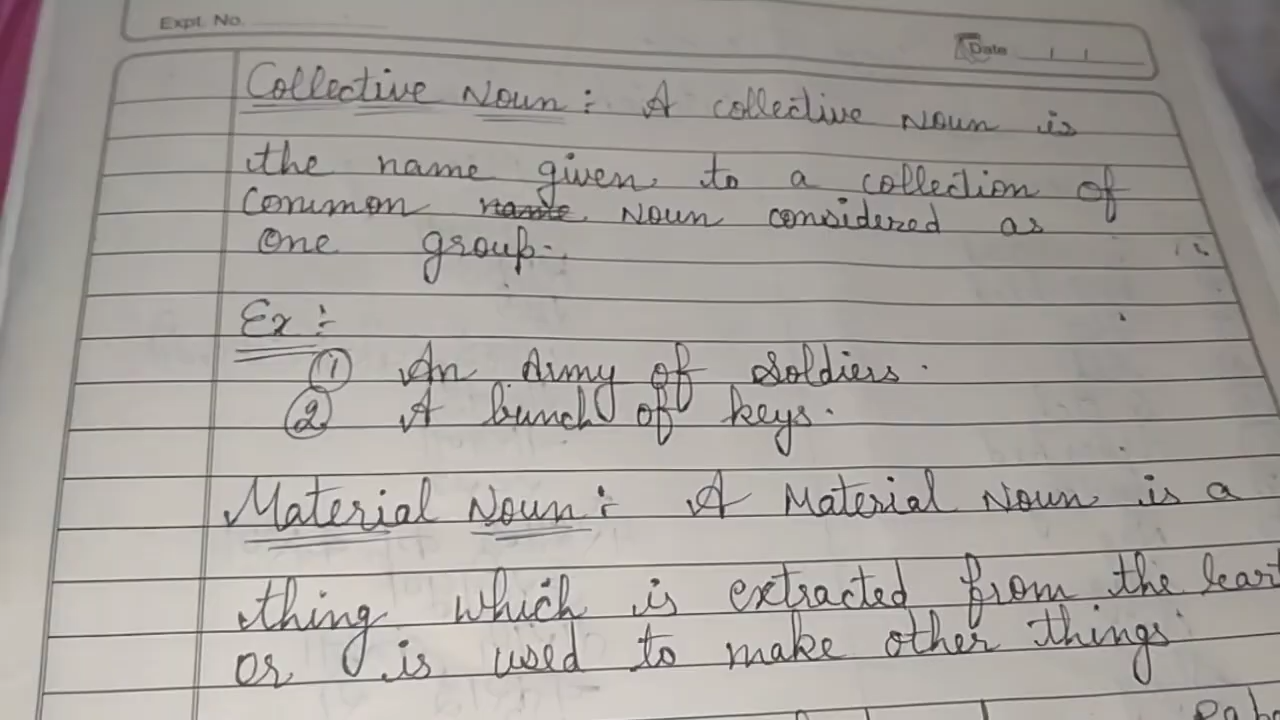 Expt. No.
Date
Collective Noun :- A collective Noun is
the name given to a collection of
Common name Noun considered as
One group.
Ex :-
① An Army of Soldiers.
② A bunch of keys.
Material Noun :- A Material Noun is a
thing which is extracted from the
or is used to make other things